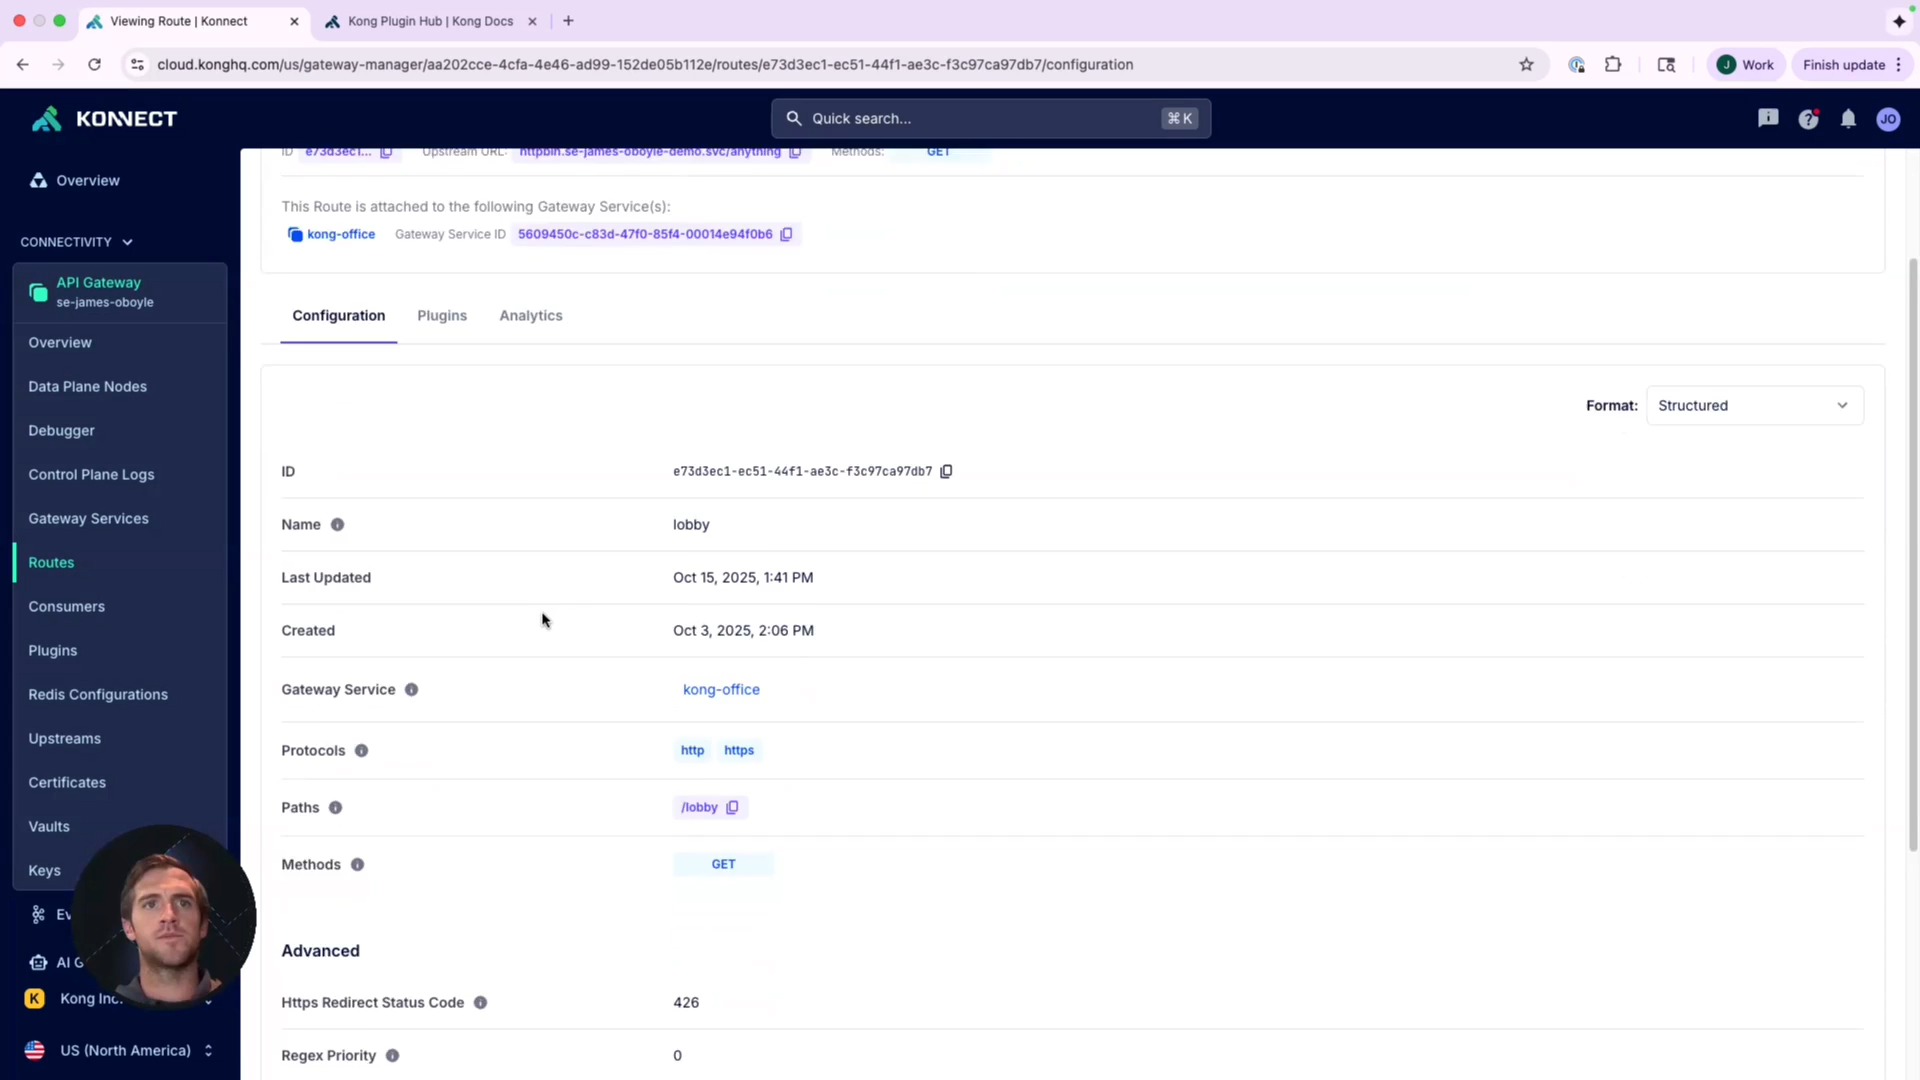 Viewing Route | Konnect
Kong Plugin Hub | Kong Docs
cloud.konghq.com/us/gateway-manager/aa202cce-4cfa-4e46-ad99-152de05b112e/routes/e73d3ec1-ec51-44f1-ae3c-f3c97ca97db7/configuration
J Work
Finish update
KONNECT
Quick search...
⌘ K
JO
ID e73d3ec1... Upstream URL: httpbin.se-james-oboyle-demo.svc/anything Methods: GET
This Route is attached to the following Gateway Service(s):
kong-office Gateway Service ID 5609450c-c83d-47f0-85f4-00014e94f0b6
Overview
CONNECTIVITY
API Gateway
se-james-oboyle
Overview
Data Plane Nodes
Debugger
Control Plane Logs
Gateway Services
Routes
Consumers
Plugins
Redis Configurations
Upstreams
Certificates
Vaults
Keys
Ev
AI G
K Kong Inc.
US (North America)
Configuration Plugins Analytics
Format: Structured
ID e73d3ec1-ec51-44f1-ae3c-f3c97ca97db7
Name lobby
Last Updated Oct 15, 2025, 1:41 PM
Created Oct 3, 2025, 2:06 PM
Gateway Service kong-office
Protocols http https
Paths /lobby
Methods GET
Advanced
Https Redirect Status Code 426
Regex Priority 0